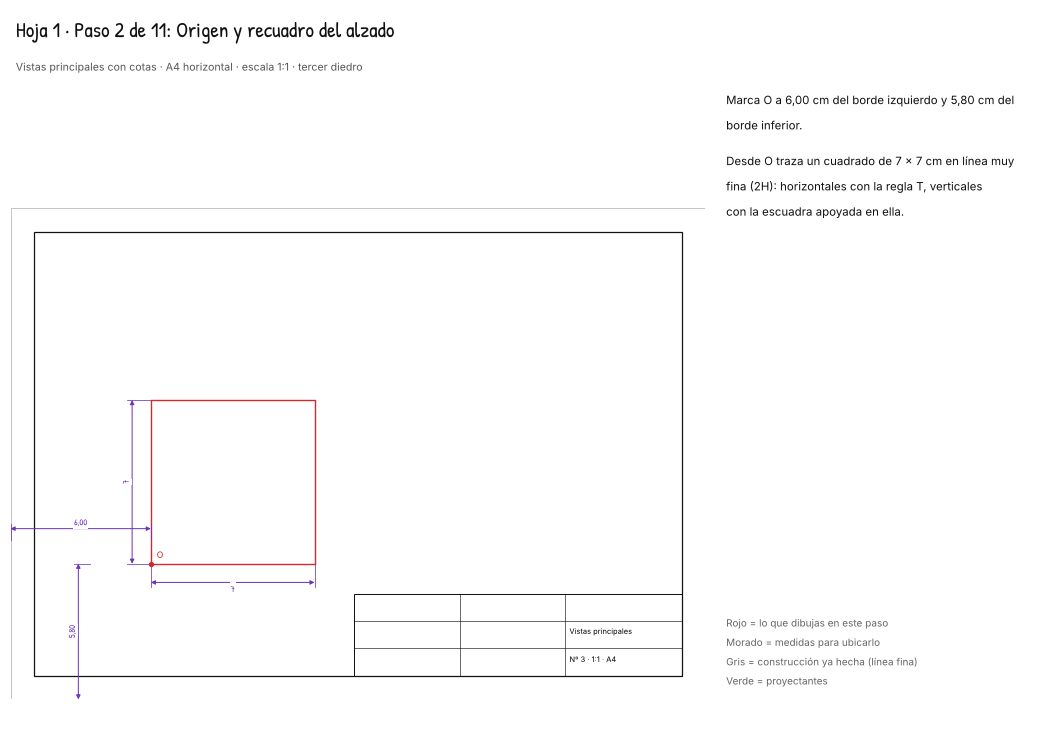 Hoja 1 · Paso 2 de 11: Origen y recuadro del alzado
Vistas principales con cotas · A4 horizontal · escala 1:1 · tercer diedro
Marca O a 6,00 cm del borde izquierdo y 5,80 cm del
borde inferior.
Desde O traza un cuadrado de 7 × 7 cm en línea muy
fina (2H): horizontales con la regla T, verticales
con la escuadra apoyada en ella.
7
6,00
O
7
5,80
Vistas principales
Nº 3 · 1:1 · A4
Rojo = lo que dibujas en este paso
Morado = medidas para ubicarlo
Gris = construcción ya hecha (línea fina)
Verde = proyectantes